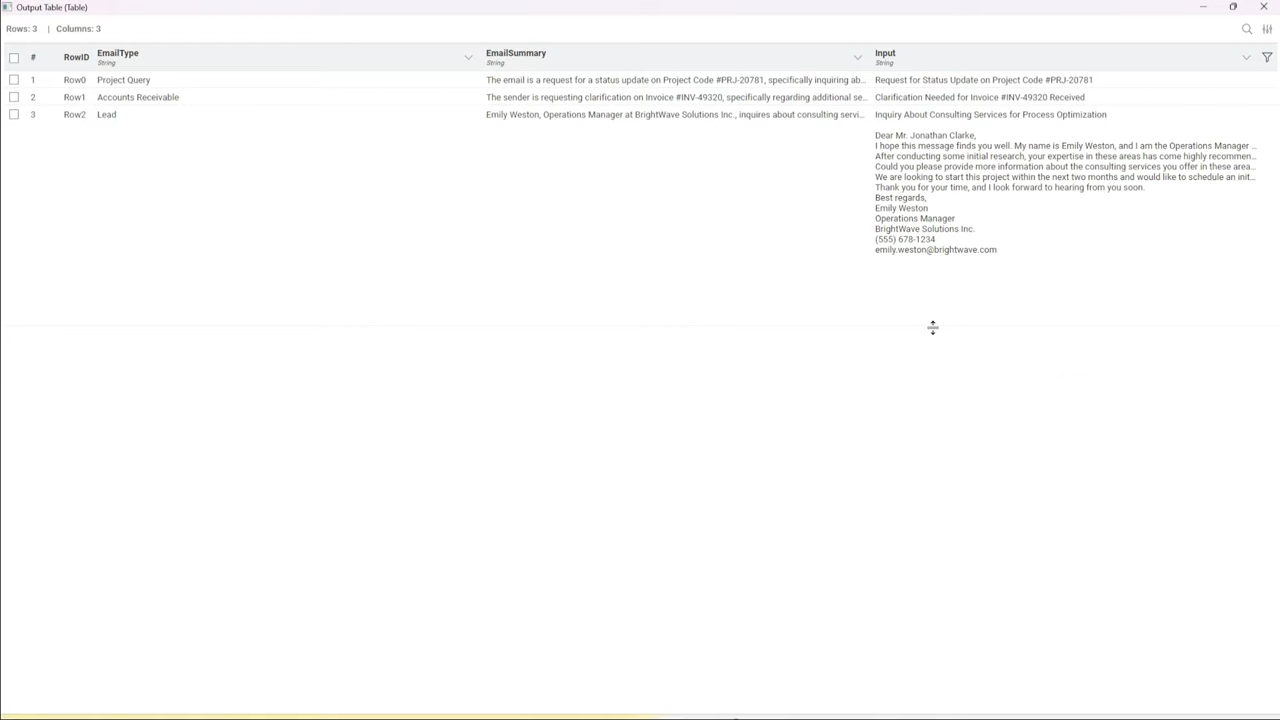 Output Table (Table)
Rows: 3 | Columns: 3
# RowID EmailType EmailSummary Input
String String String
1 Row0 Project Query The email is a request for a status update on Project Code #PRJ-20781, specifically inquiring ab... Request for Status Update on Project Code #PRJ-20781
2 Row1 Accounts Receivable The sender is requesting clarification on Invoice #INV-49320, specifically regarding additional se... Clarification Needed for Invoice #INV-49320 Received
3 Row2 Lead Emily Weston, Operations Manager at BrightWave Solutions Inc., inquires about consulting servi... Inquiry About Consulting Services for Process Optimization
Dear Mr. Jonathan Clarke,
I hope this message finds you well. My name is Emily Weston, and I am the Operations Manager ...
After conducting some initial research, your expertise in these areas has come highly recommen...
Could you please provide more information about the consulting services you offer in these area...
We are looking to start this project within the next two months and would like to schedule an init...
Thank you for your time, and I look forward to hearing from you soon.
Best regards,
Emily Weston
Operations Manager
BrightWave Solutions Inc.
(555) 678-1234
emily.weston@brightwave.com